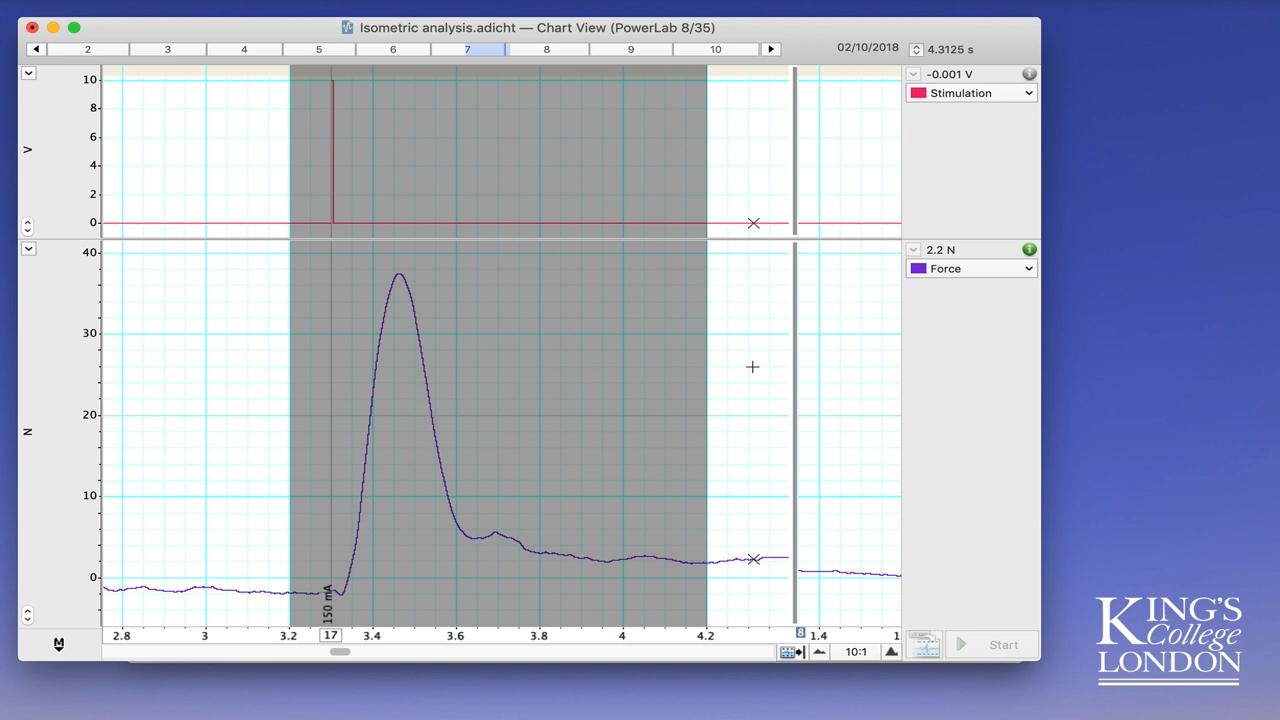 Isometric analysis.adicht — Chart View (PowerLab 8/35)
2 3 4 5 6 7 8 9 10
02/10/2018 4.3125 s
10
8
6
V
4
2
0
-0.001 V
Stimulation
40
30
20
N
10
0
2.2 N
Force
150 mA
2.8 3 3.2 17 3.4 3.6 3.8 4 4.2 8 1.4 1
M
10:1
Start
KING'S
College
LONDON